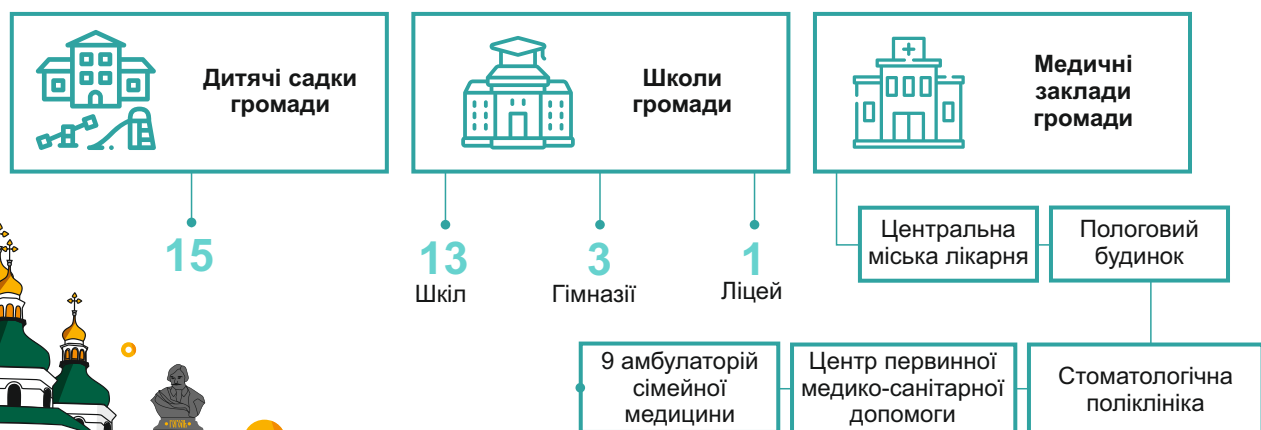 Дитячі садки
громади
15
Школи
громади
13
Шкіл
3
Гімназії
1
Ліцей
Медичні
заклади
громади
Центральна
міська лікарня
Пологовий
будинок
Стоматологічна
поліклініка
Центр первинної
медико-санітарної
допомоги
9 амбулаторій
сімейної
медицини
ГОГОЛЬ